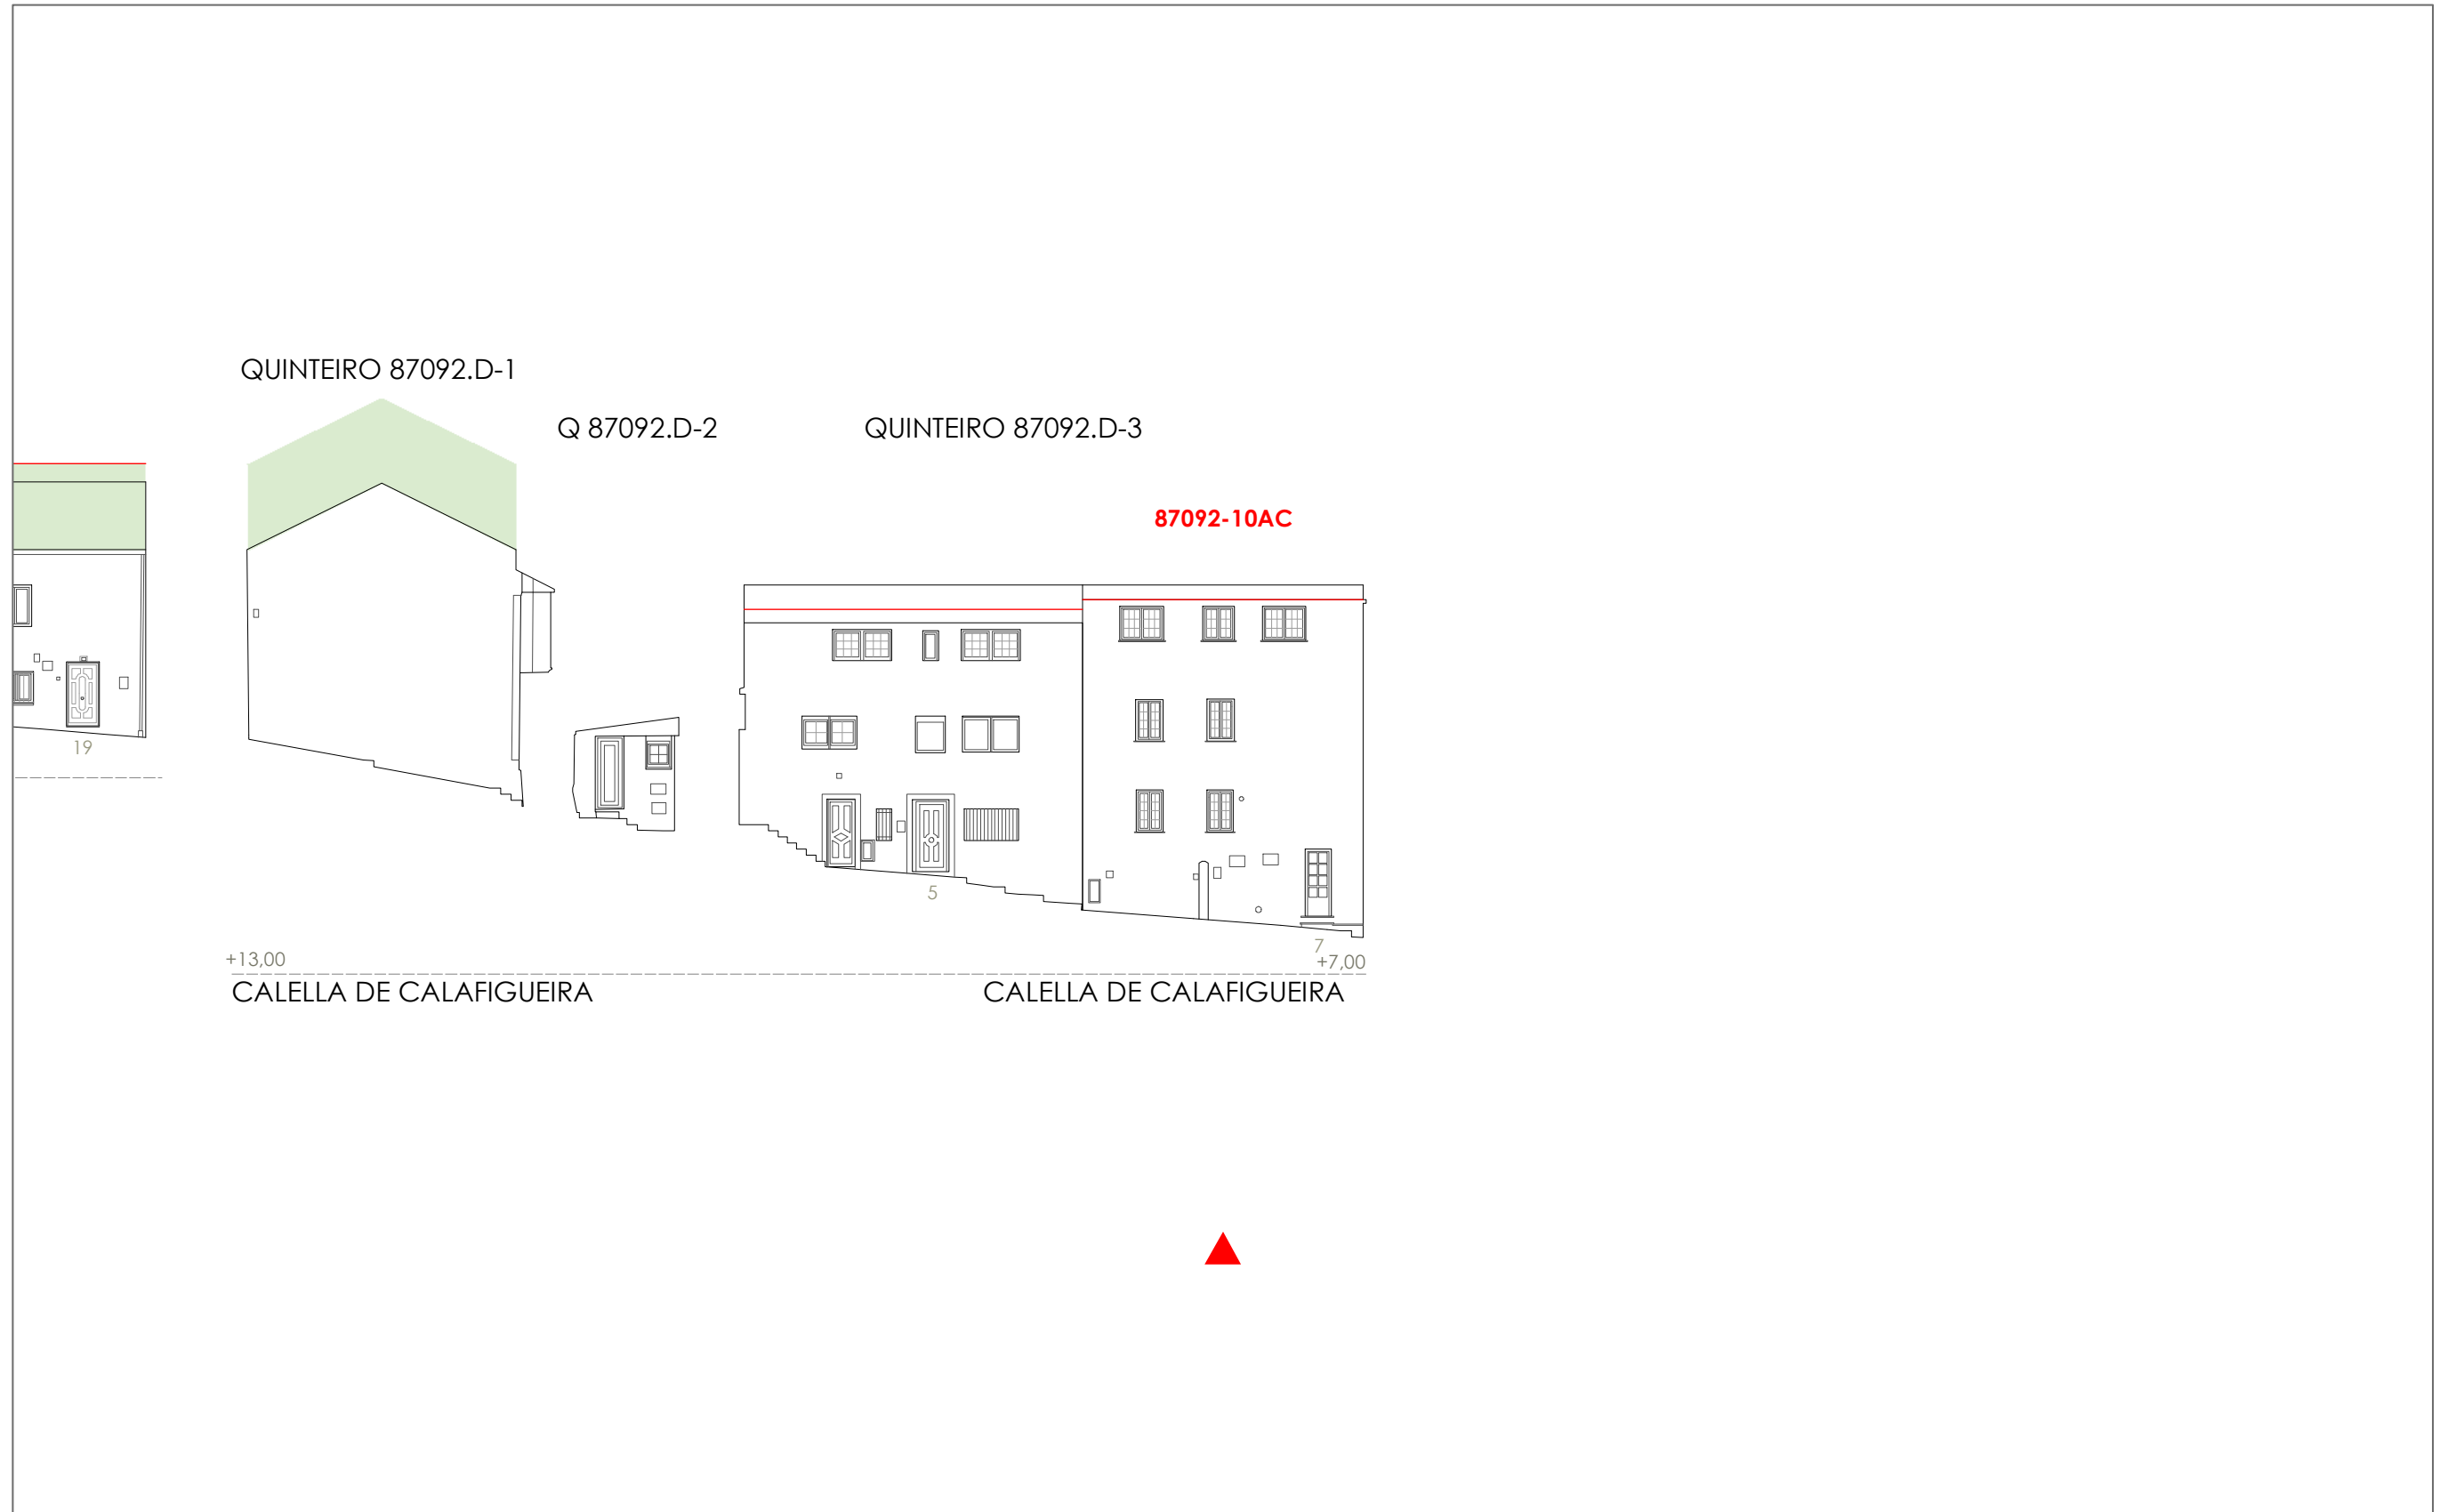 QUINTEIRO 87092.D-1
Q 87092.D-2
QUINTEIRO 87092.D-3
87092-10AC
19
5
7
+13,00
+7,00
CALELLA DE CALAFIGUEIRA
CALELLA DE CALAFIGUEIRA